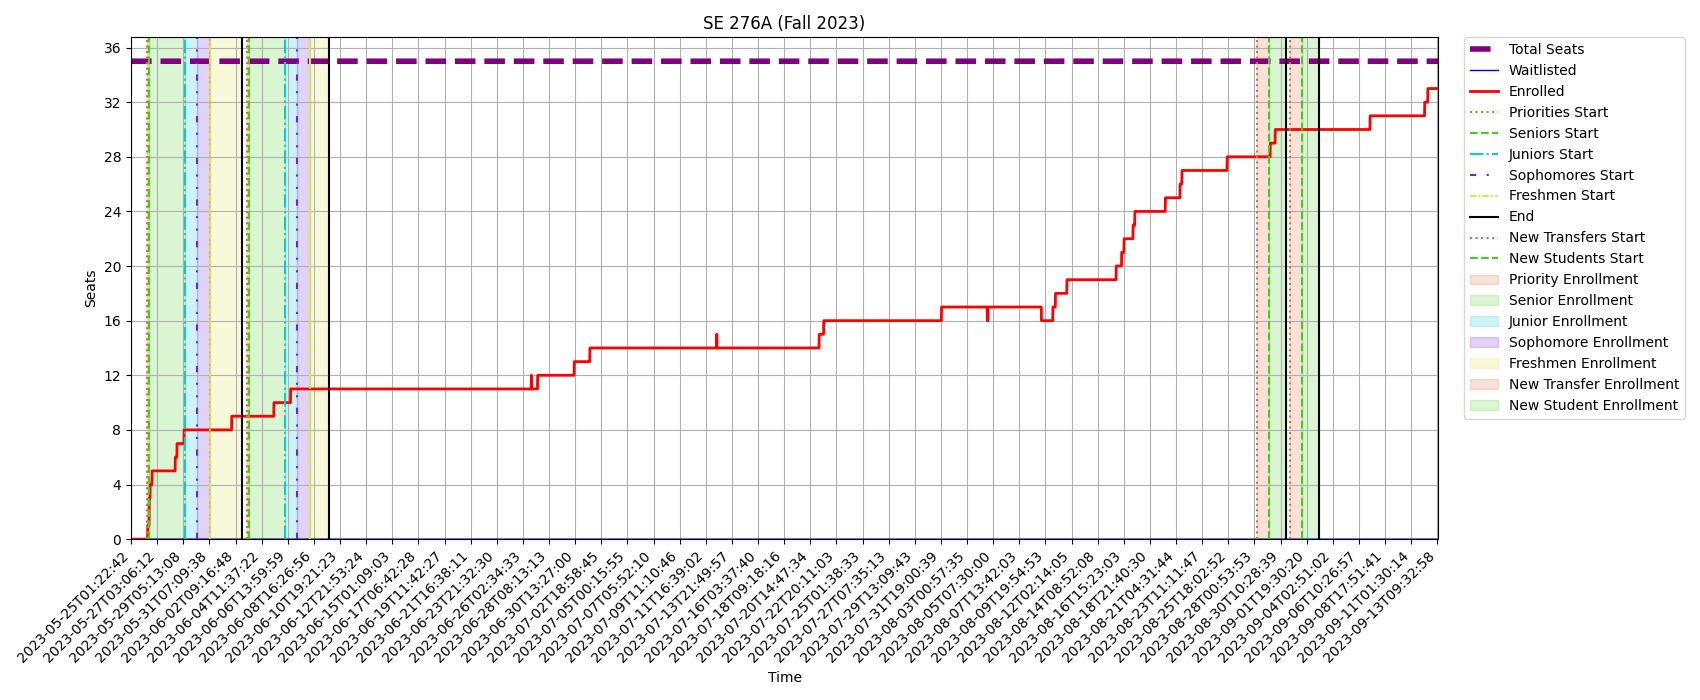 SE 276A (Fall 2023)
36
32
28
24
20
16
12
8
4
0
Seats
2023-05-25T01:22:42
2023-05-27T03:06:12
2023-05-29T05:13:08
2023-05-31T07:09:38
2023-06-02T09:16:48
2023-06-04T11:37:22
2023-06-06T13:59:59
2023-06-08T16:26:56
2023-06-10T19:21:23
2023-06-12T21:53:24
2023-06-15T01:09:03
2023-06-17T06:42:28
2023-06-19T11:42:27
2023-06-21T16:38:11
2023-06-23T21:32:30
2023-06-26T02:34:33
2023-06-28T08:13:13
2023-06-30T13:27:00
2023-07-02T18:58:45
2023-07-05T00:15:55
2023-07-07T05:52:10
2023-07-09T11:10:46
2023-07-11T16:39:02
2023-07-13T21:49:57
2023-07-16T03:37:40
2023-07-18T09:18:16
2023-07-20T14:47:34
2023-07-22T20:11:03
2023-07-25T01:38:33
2023-07-27T07:35:13
2023-07-29T13:09:43
2023-07-31T19:00:39
2023-08-03T00:57:35
2023-08-05T07:30:00
2023-08-07T13:42:03
2023-08-09T19:54:53
2023-08-12T02:14:05
2023-08-14T08:52:08
2023-08-16T15:23:03
2023-08-18T21:40:30
2023-08-21T04:31:44
2023-08-23T11:11:47
2023-08-25T18:02:52
2023-08-28T00:53:53
2023-08-30T10:28:39
2023-09-01T19:30:20
2023-09-04T02:51:02
2023-09-06T10:26:57
2023-09-08T17:51:41
2023-09-11T01:30:14
2023-09-13T09:32:58
Time
Total Seats
Waitlisted
Enrolled
Priorities Start
Seniors Start
Juniors Start
Sophomores Start
Freshmen Start
End
New Transfers Start
New Students Start
Priority Enrollment
Senior Enrollment
Junior Enrollment
Sophomore Enrollment
Freshmen Enrollment
New Transfer Enrollment
New Student Enrollment